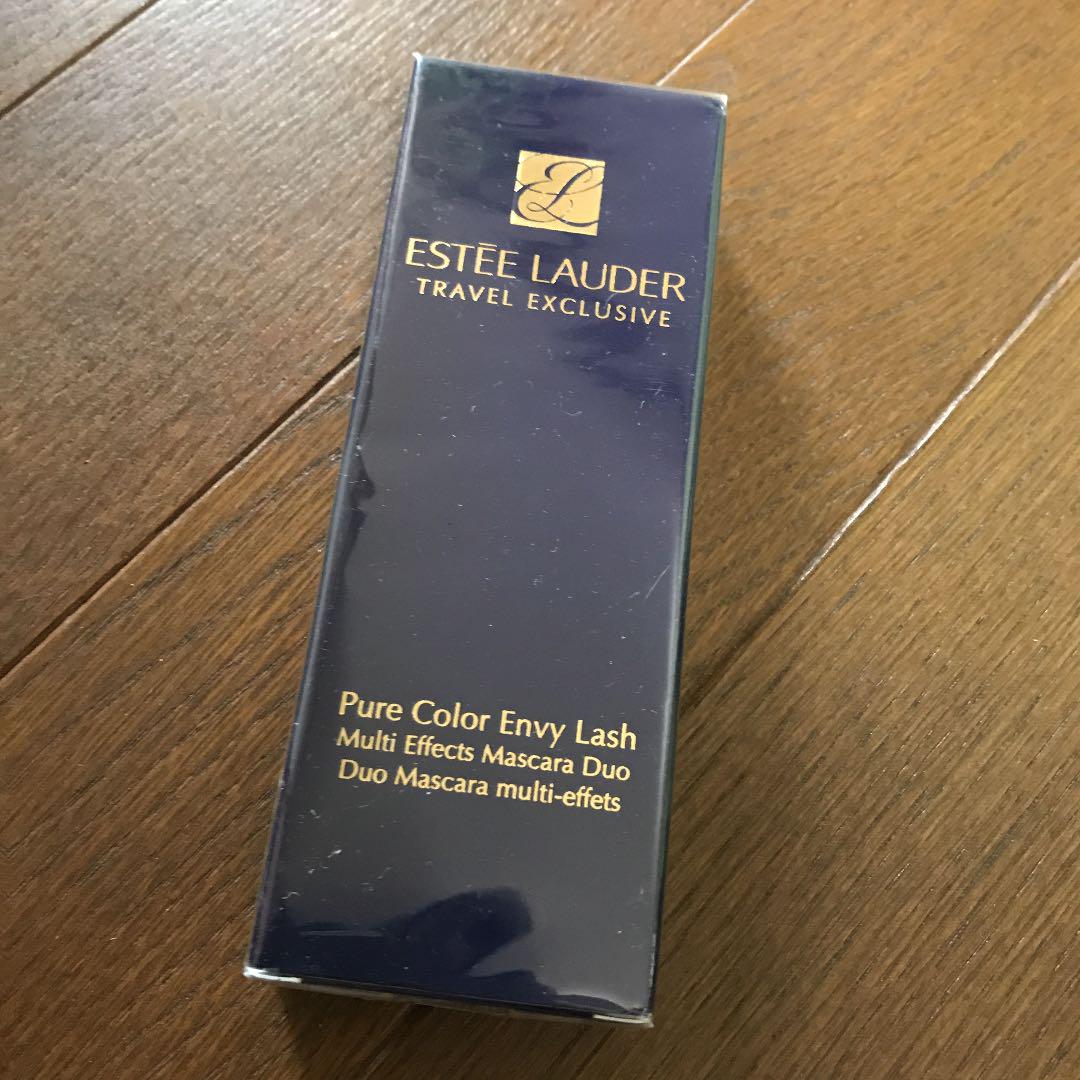 EL
ESTĒE LAUDER
TRAVEL EXCLUSIVE
Pure Color Envy Lash
Multi Effects Mascara Duo
Duo Mascara multi-effets